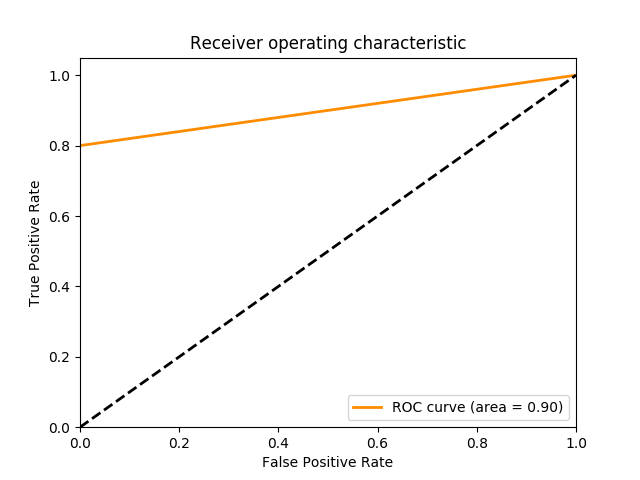 Receiver operating characteristic
True Positive Rate
1.0
0.8
0.6
0.4
0.2
0.0
ROC curve (area = 0.90)
0.0 0.2 0.4 0.6 0.8 1.0
False Positive Rate